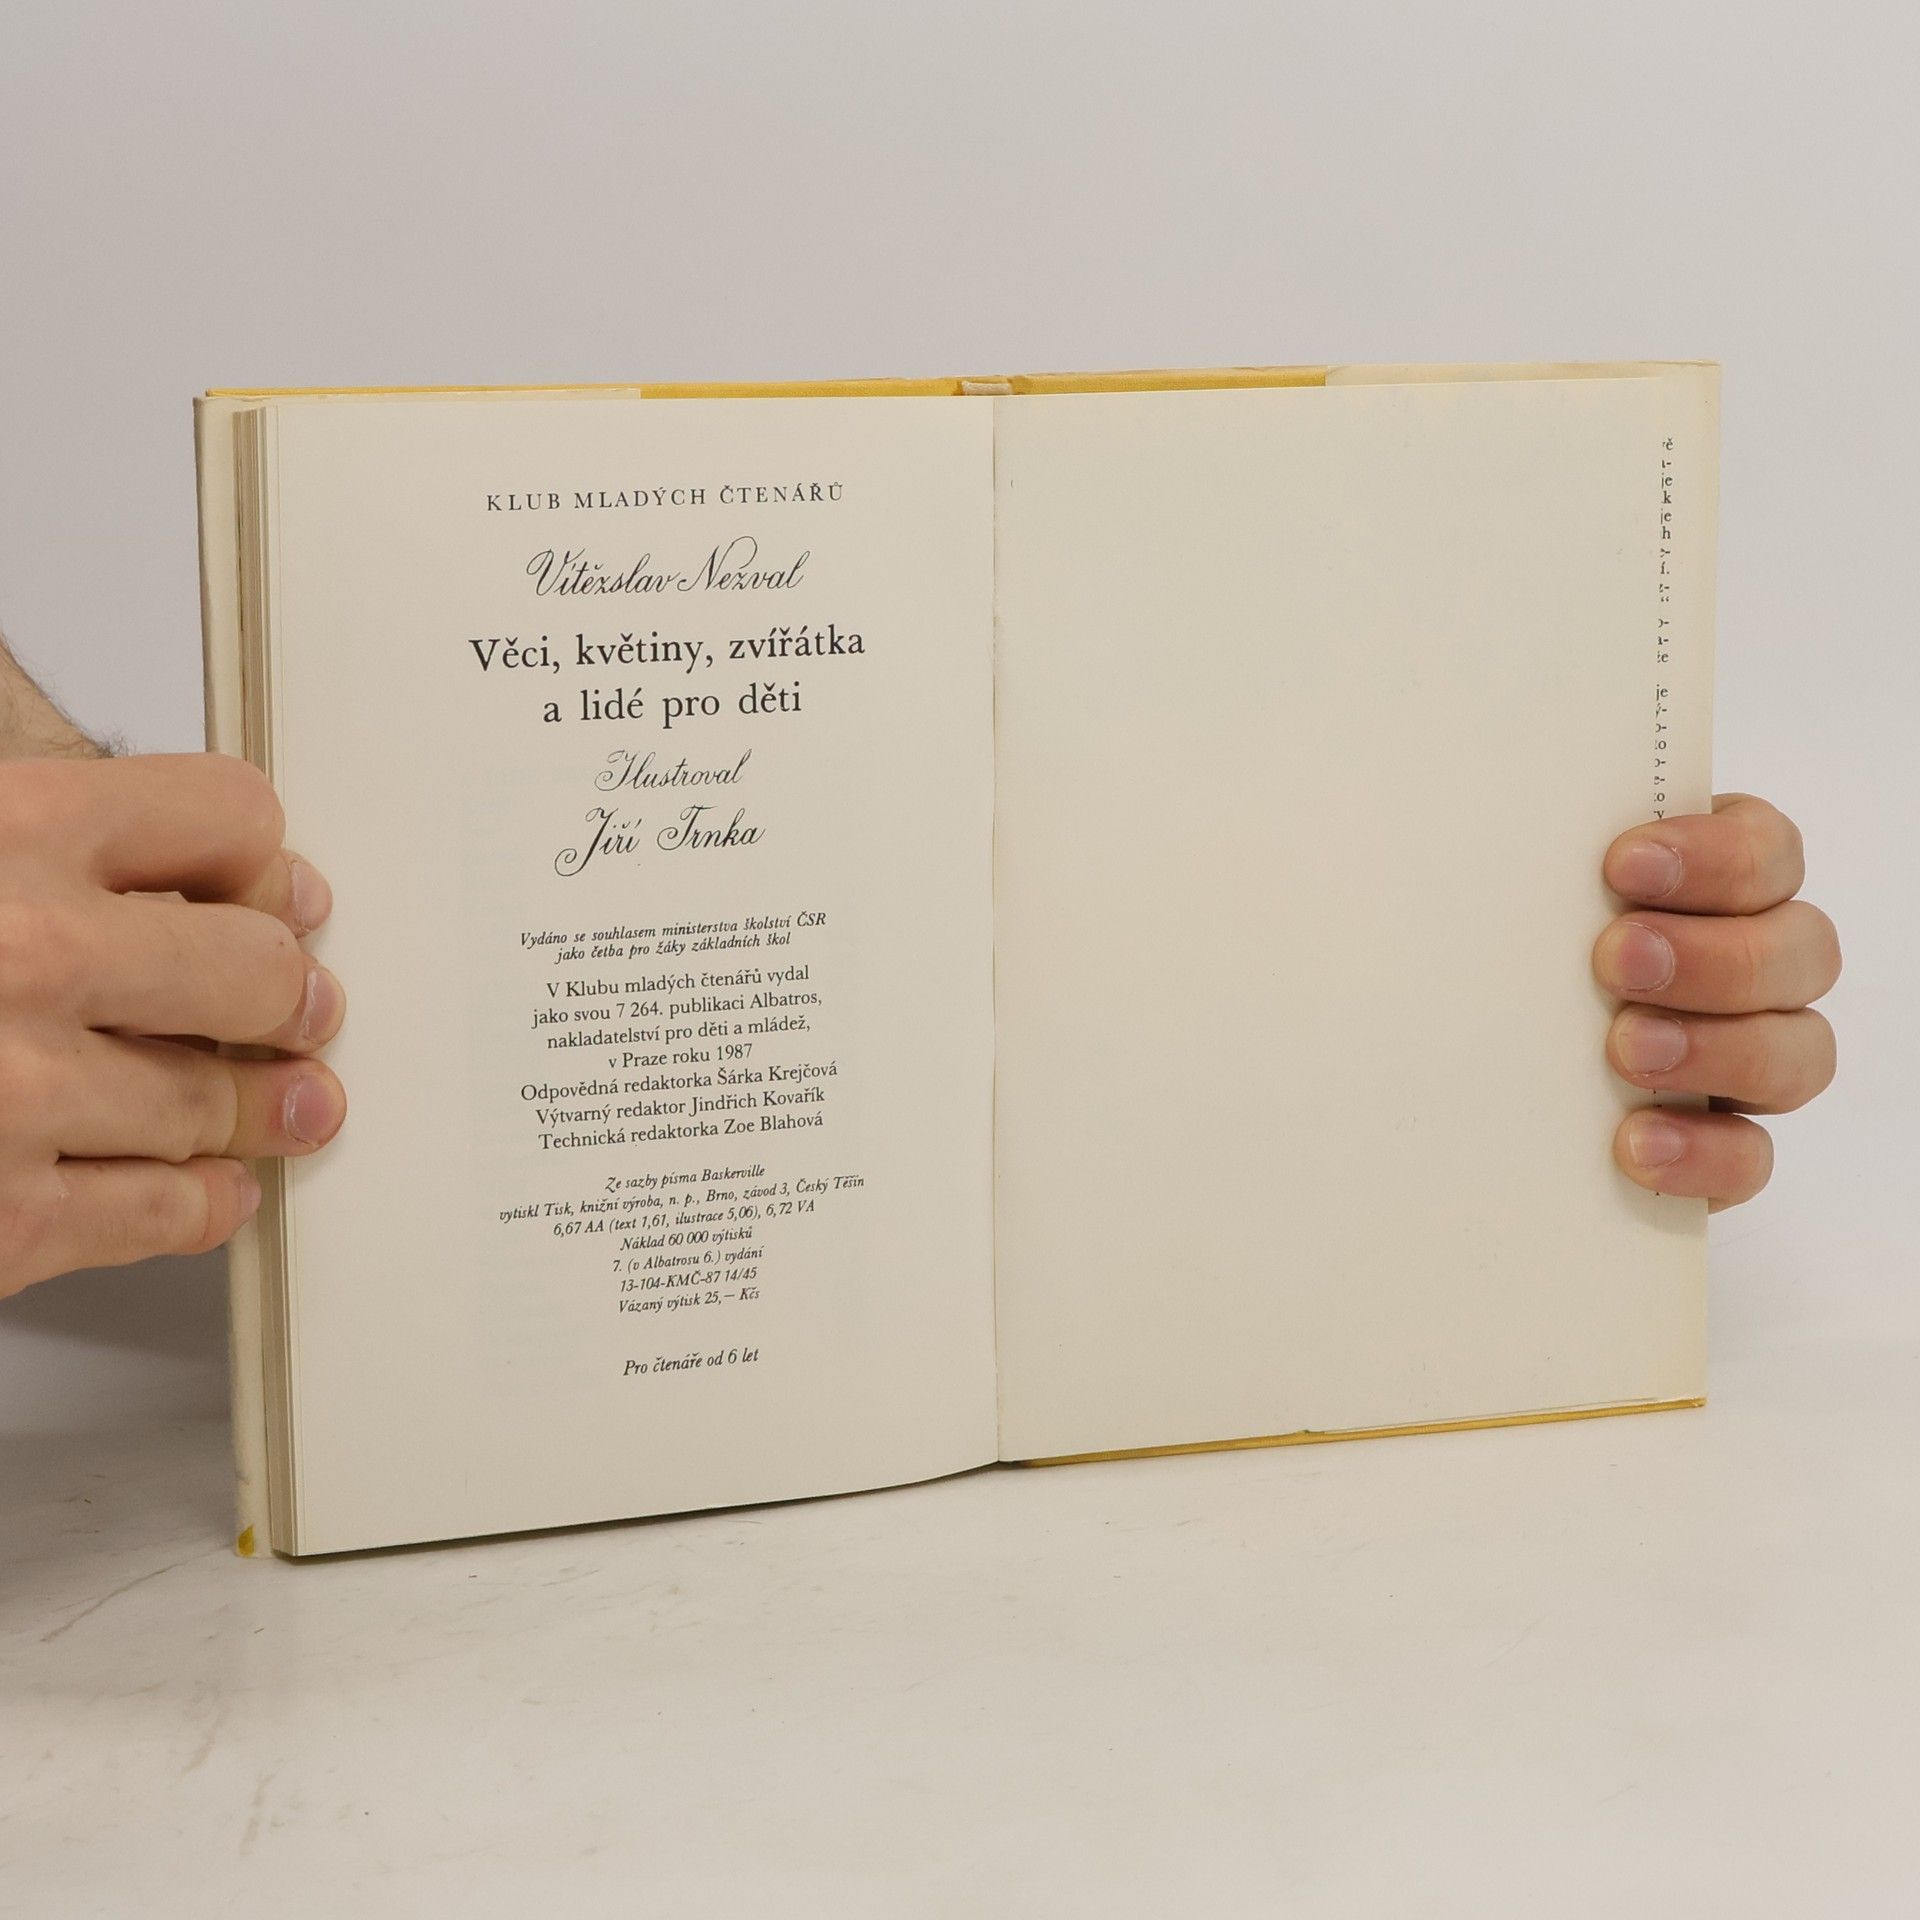 KLUB MLADÝCH ČTENÁŘŮ
Vítězslav Nezval
Věci, květiny, zvířátka
a lidé pro děti
Ilustroval
Jiří Trnka
Vydáno se souhlasem ministerstva školství ČSR
jako četba pro žáky základních škol
V Klubu mladých čtenářů vydal
jako svou 7 264. publikaci Albatros,
nakladatelství pro děti a mládež,
v Praze roku 1987
Odpovědná redaktorka Šárka Krejčová
Výtvarný redaktor Jindřich Kovařík
Technická redaktorka Zoe Blahová
Ze sazby písma Baskerville
vytiskl Tisk, knižní výroba, n. p., Brno, závod 3, Český Těšín
6,67 AA (text 1,61, ilustrace 5,06), 6,72 VA
Náklad 60 000 výtisků
7. (v Albatrosu 6.) vydání
13-104-KMČ-87 14/45
Vázaný výtisk 25,— Kčs
Pro čtenáře od 6 let